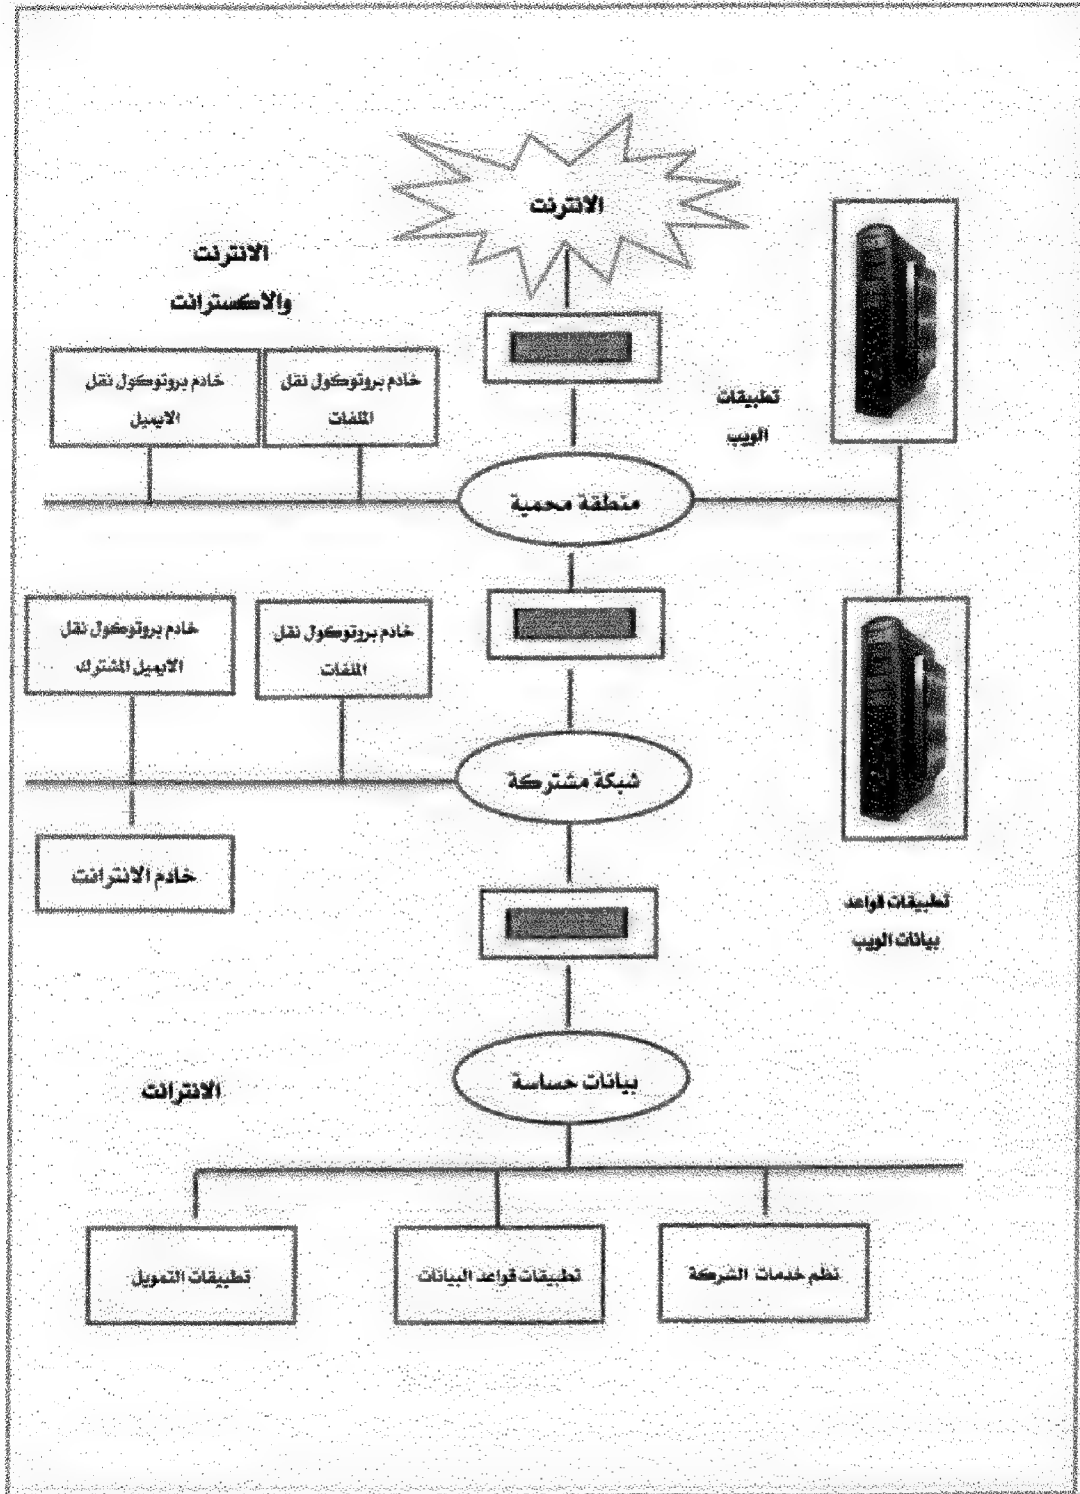 الانترنت
الانترنت
والاكسترانت
خادم بروتوكول نقل
الملفات
خادم بروتوكول نقل
الايميل
تطبيقات
الويب
منطقة محمية
خادم بروتوكول نقل
الملفات
خادم بروتوكول نقل
الايميل المشترك
شبكة مشتركة
خادم الانترانت
تطبيقات قواعد
بيانات الويب
بيانات حساسة
الانترانت
نظم خدمات الشركة
تطبيقات قواعد البيانات
تطبيقات التمويل